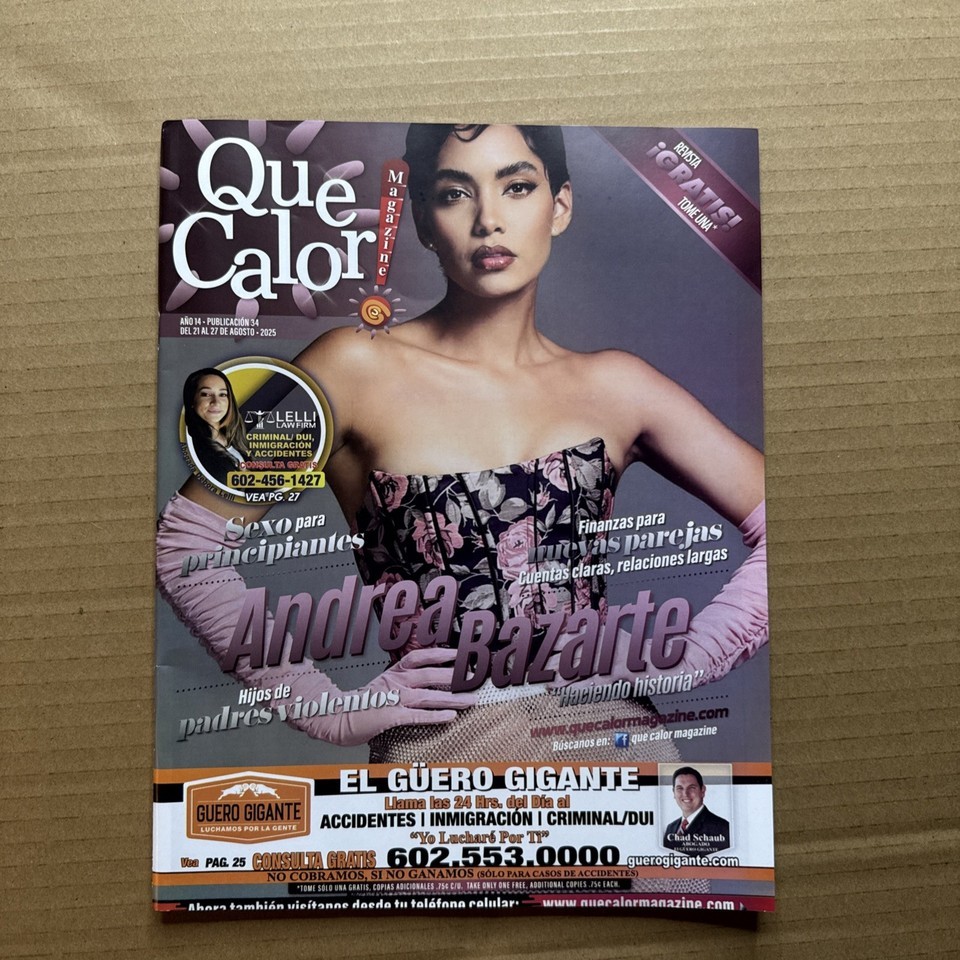 Que
Calor
Magazine
REVISTA
¡GRATIS!
TOME UNA*
AÑO 14 • PUBLICACIÓN 34
DEL 21 AL 27 DE AGOSTO • 2025
LELLI
LAW FIRM
CRIMINAL/ DUI,
INMIGRACIÓN
Y ACCIDENTES
CONSULTA GRATIS
602-456-1427
VEA PG. 27
Sexo para
principiantes
Finanzas para
nuevas parejas
Cuentas claras, relaciones largas
Andrea
Bazarte
"Haciendo historia"
Hijos de
padres violentos
www.quecalormagazine.com
Búscanos en: f que calor magazine
GUERO GIGANTE
LUCHAMOS POR LA GENTE
EL GÜERO GIGANTE
Llama las 24 Hrs. del Día al
ACCIDENTES | INMIGRACIÓN | CRIMINAL/DUI
"Yo Lucharé Por Ti"
Chad Schaub
ABOGADO
El GÜERO GIGANTE
Vea PAG. 25 CONSULTA GRATIS 602.553.0000 guerogigante.com
NO COBRAMOS, SI NO GANAMOS (SÓLO PARA CASOS DE ACCIDENTES)
*TOME SÓLO UNA GRATIS, COPIAS ADICIONALES .75¢ C/U. TAKE ONLY ONE FREE, ADDITIONAL COPIES .75¢ EACH.
Ahora también visítanos desde tu teléfono celular: www.quecalormagazine.com